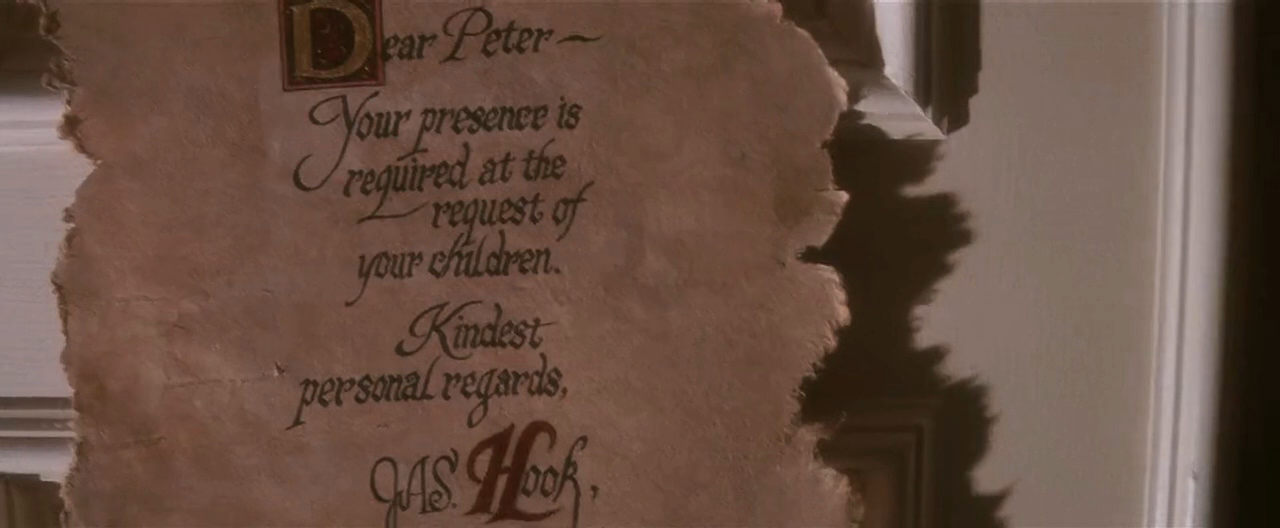 Dear Peter —
Your presence is
required at the
request of
your children.
Kindest
personal regards,
JAS. Hook,